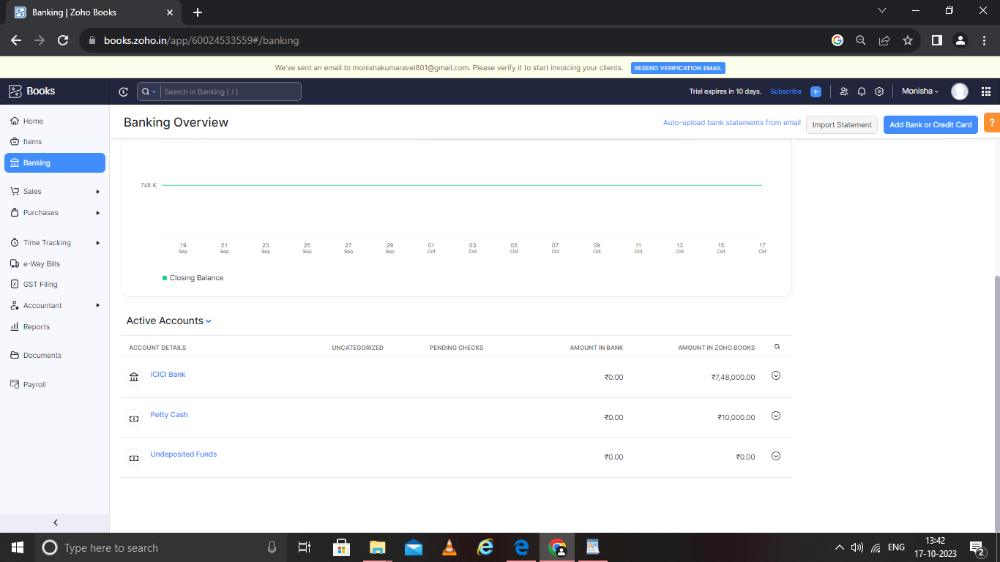 Banking | Zoho Books
books.zoho.in/app/60024533559#/banking
We've sent an email to monishakumaravel801@gmail.com. Please verify it to start invoicing your clients. RESEND VERIFICATION EMAIL
Books
Search in Banking ( / )
Trial expires in 10 days. Subscribe
Monisha
Home
Items
Banking
Sales
Purchases
Time Tracking
e-Way Bills
GST Filing
Accountant
Reports
Documents
Payroll
Banking Overview
Auto-upload bank statements from email Import Statement Add Bank or Credit Card ?
748 K
19 21 23 25 27 29 01 03 05 07 09 11 13 15 17
Sep Sep Sep Sep Sep Sep Oct Oct Oct Oct Oct Oct Oct Oct Oct
Closing Balance
Active Accounts
ACCOUNT DETAILS UNCATEGORIZED PENDING CHECKS AMOUNT IN BANK AMOUNT IN ZOHO BOOKS
ICICI Bank ₹0.00 ₹7,48,000.00
Petty Cash ₹0.00 ₹10,000.00
Undeposited Funds ₹0.00 ₹0.00
Type here to search
ENG
13:42
17-10-2023
2